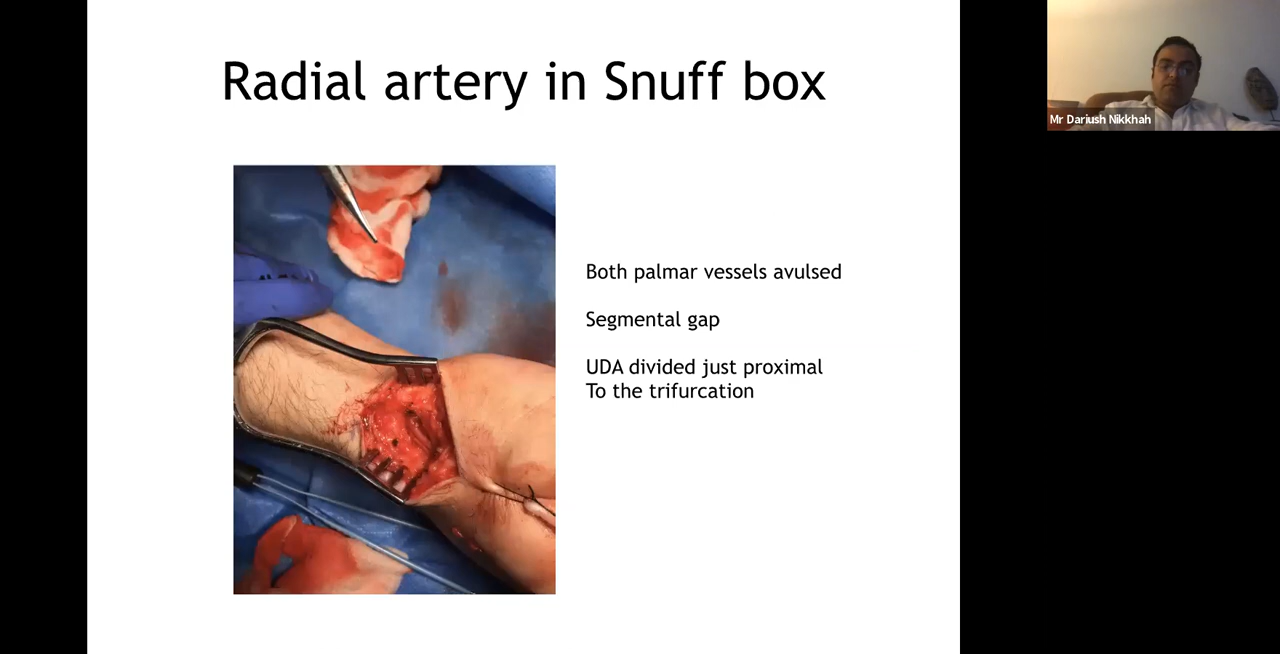 Radial artery in Snuff box
Mr Dariush Nikkhah
Both palmar vessels avulsed
Segmental gap
UDA divided just proximal
To the trifurcation